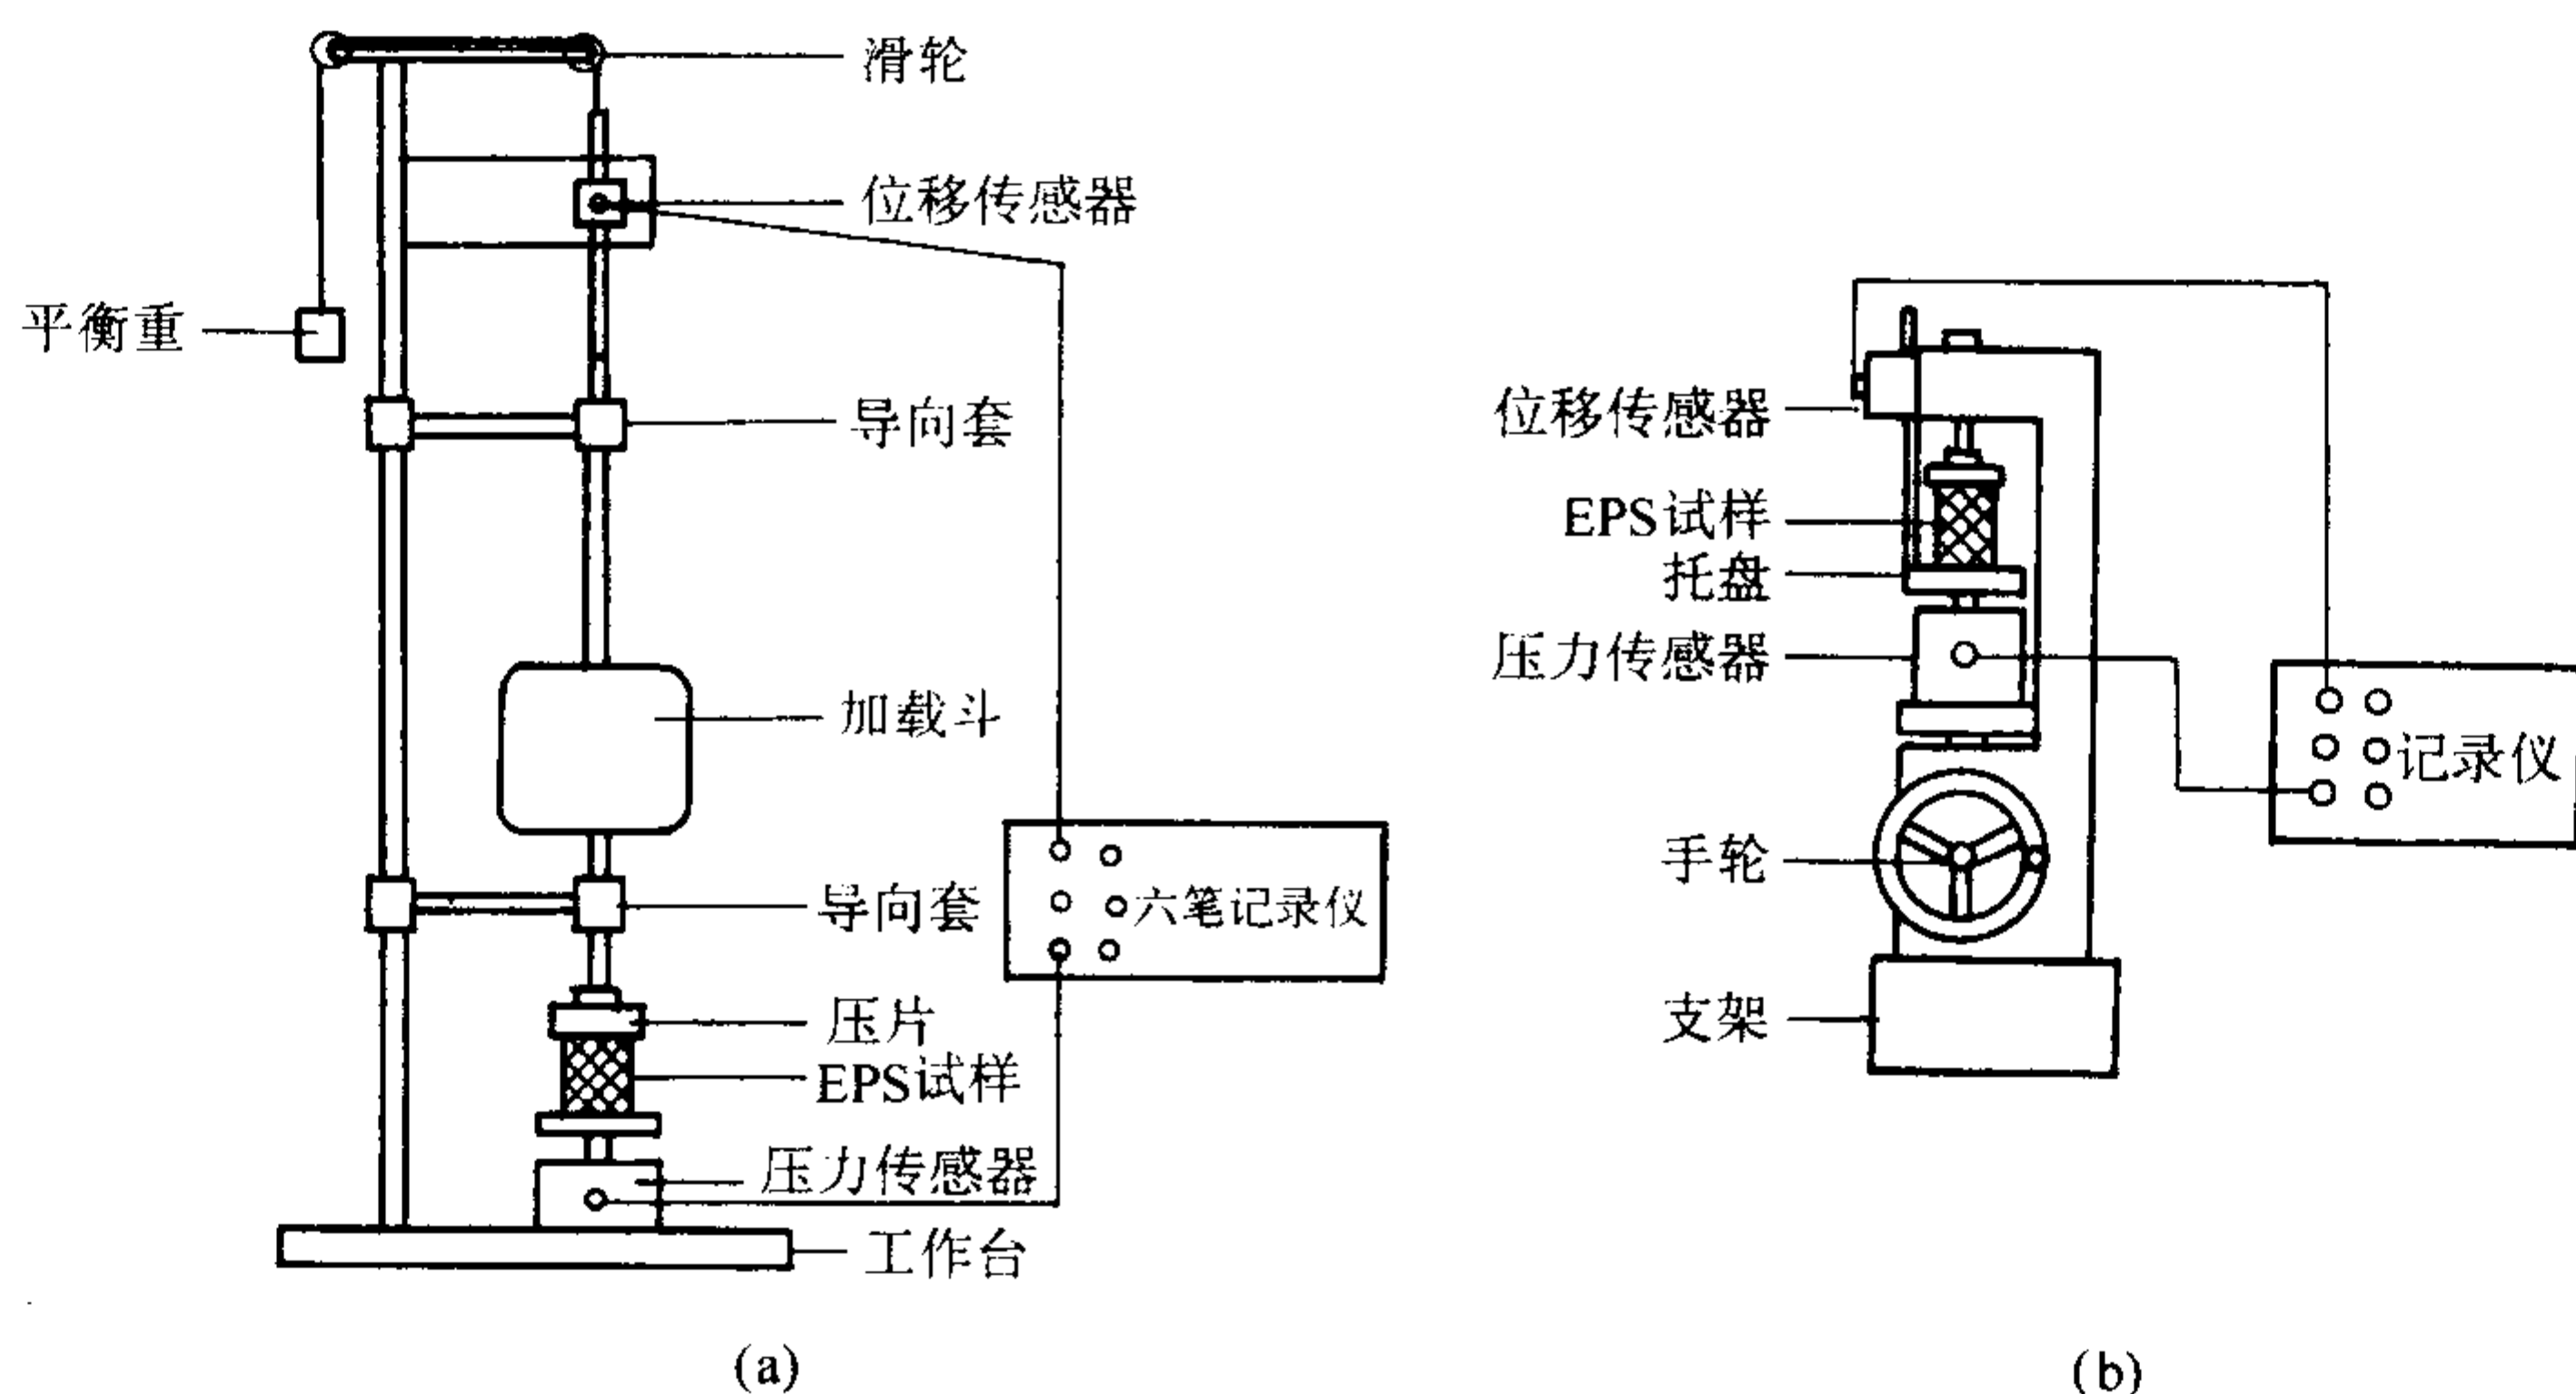 滑轮
位移传感器
平衡重
导向套
加载斗
导向套
六笔记录仪
压片
EPS试样
压力传感器
工作台
(a)
位移传感器
EPS试样
托盘
压力传感器
记录仪
手轮
支架
(b)